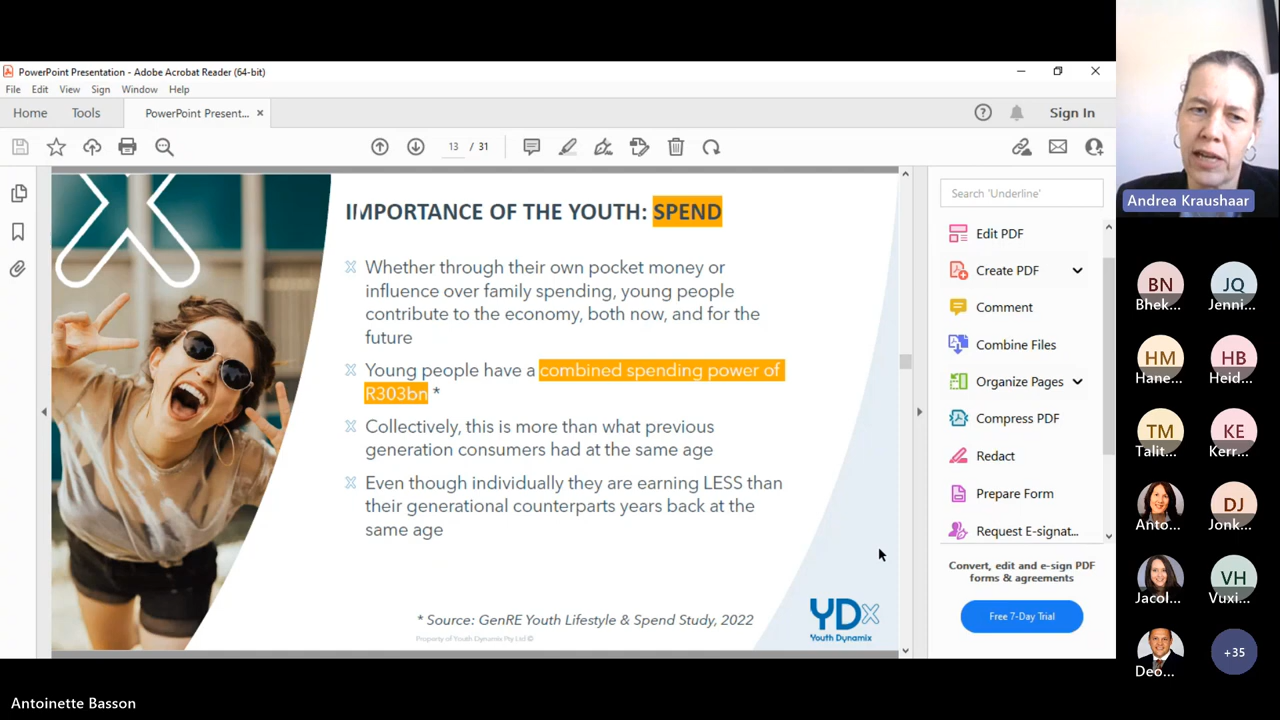 PowerPoint Presentation - Adobe Acrobat Reader (64-bit)
File Edit View Sign Window Help
Home Tools PowerPoint Present... × Sign In
13 / 31
IMPORTANCE OF THE YOUTH: SPEND
Whether through their own pocket money or
influence over family spending, young people
contribute to the economy, both now, and for the
future
Young people have a combined spending power of
R303bn *
Collectively, this is more than what previous
generation consumers had at the same age
Even though individually they are earning LESS than
their generational counterparts years back at the
same age
* Source: GenRE Youth Lifestyle & Spend Study, 2022
Property of Youth Dynamix Pty Ltd ©
YDx
Youth Dynamix
Search 'Underline'
Edit PDF
Create PDF
Comment
Combine Files
Organize Pages
Compress PDF
Redact
Prepare Form
Request E-signat...
Convert, edit and e-sign PDF
forms & agreements
Free 7-Day Trial
Andrea Kraushaar
BN JQ
Bhek... Jenni...
HM HB
Hane... Heid...
TM KE
Talit... Kerr...
DJ
Anto... Jonk...
VH
Jacol... Vuxi...
+35
Deo...
Antoinette Basson